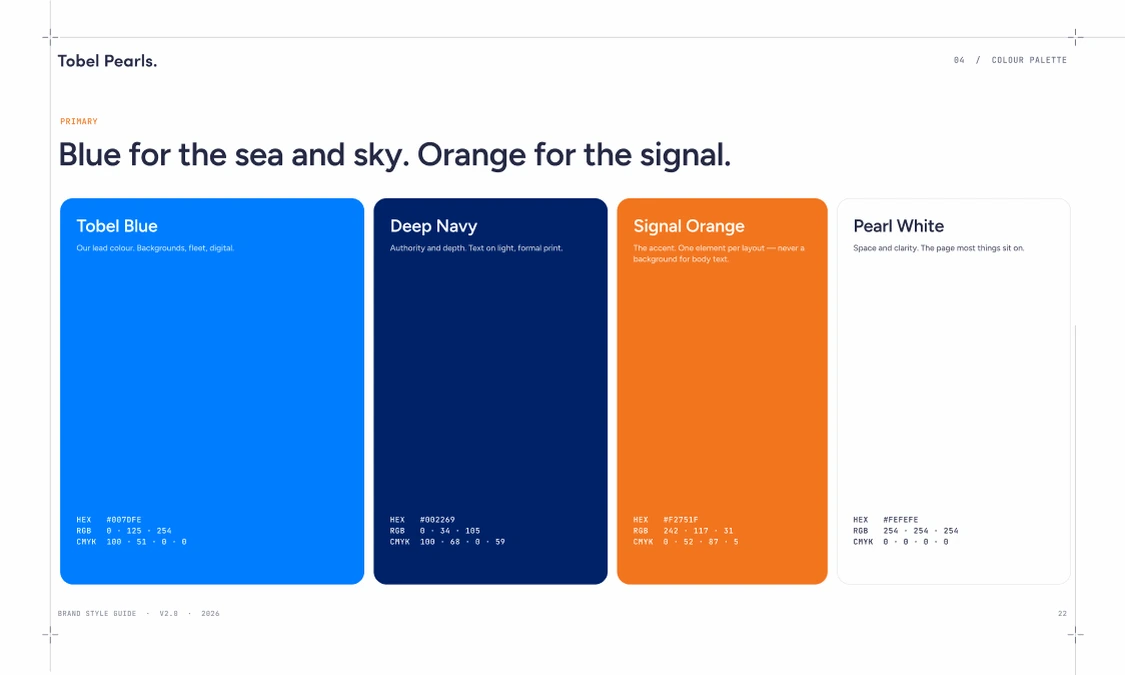 Tobel Pearls.
04 / COLOUR PALETTE
PRIMARY
Blue for the sea and sky. Orange for the signal.
Tobel Blue
Our lead colour. Backgrounds, fleet, digital.
HEX #007DFE
RGB 0 · 125 · 254
CMYK 100 · 51 · 0 · 0
Deep Navy
Authority and depth. Text on light, formal print.
HEX #002269
RGB 0 · 34 · 105
CMYK 100 · 68 · 0 · 59
Signal Orange
The accent. One element per layout — never a
background for body text.
HEX #F2751F
RGB 242 · 117 · 31
CMYK 0 · 52 · 87 · 5
Pearl White
Space and clarity. The page most things sit on.
HEX #FEFEFE
RGB 254 · 254 · 254
CMYK 0 · 0 · 0 · 0
BRAND STYLE GUIDE · V2.0 · 2026
22